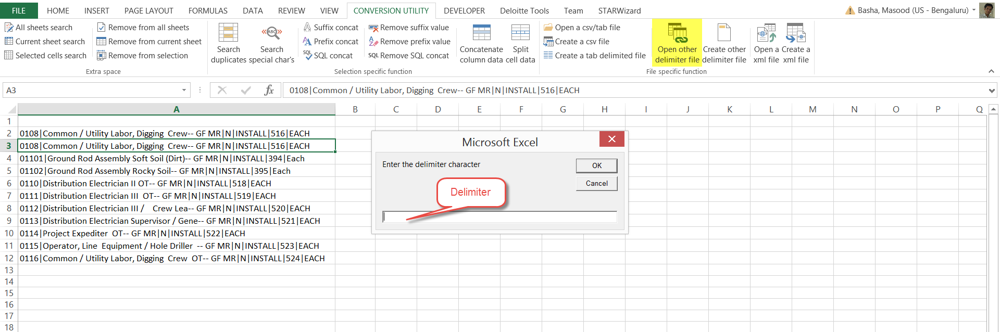 FILE HOME INSERT PAGE LAYOUT FORMULAS DATA REVIEW VIEW CONVERSION UTILITY DEVELOPER Deloitte Tools Team STARWizard Basha, Masood (US - Bengaluru)
All sheets search
Current sheet search
Selected cells search
Remove from all sheets
Remove from current sheet
Remove from selection
Extra space
Search
duplicates
«ABC»
Search
special char's
Suffix concat
Prefix concat
SQL SQL concat
Remove suffix value
Remove prefix value
SQL Remove SQL concat
Concatenate
column data
Split
cell data
Selection specific function
Open a csv/tab file
Create a csv file
Create a tab delimited file
Open other
delimiter file
Create other
delimiter file
Open a
xml file
Create a
xml file
File specific function
A3 fx 0108|Common / Utility Labor, Digging  Crew-- GF MR|N|INSTALL|516|EACH
A B C D E F G H I J K L M N O P Q
1
2 0108|Common / Utility Labor, Digging  Crew-- GF MR|N|INSTALL|516|EACH
3 0108|Common / Utility Labor, Digging  Crew-- GF MR|N|INSTALL|516|EACH
4 01101|Ground Rod Assembly Soft Soil (Dirt)-- GF MR|N|INSTALL|394|Each
5 01102|Ground Rod Assembly Rocky Soil-- GF MR|N|INSTALL|395|Each
6 0110|Distribution Electrician II OT-- GF MR|N|INSTALL|518|EACH
7 0111|Distribution Electrician III  OT-- GF MR|N|INSTALL|519|EACH
8 0112|Distribution Electrician III /    Crew Lea-- GF MR|N|INSTALL|520|EACH
9 0113|Distribution Electrician Supervisor / Gene-- GF MR|N|INSTALL|521|EACH
10 0114|Project Expediter  OT-- GF MR|N|INSTALL|522|EACH
11 0115|Operator, Line  Equipment / Hole Driller  -- GF MR|N|INSTALL|523|EACH
12 0116|Common / Utility Labor, Digging  Crew  OT-- GF MR|N|INSTALL|524|EACH
13
14
15
16
17
18
Microsoft Excel
Enter the delimiter character
OK
Cancel
Delimiter